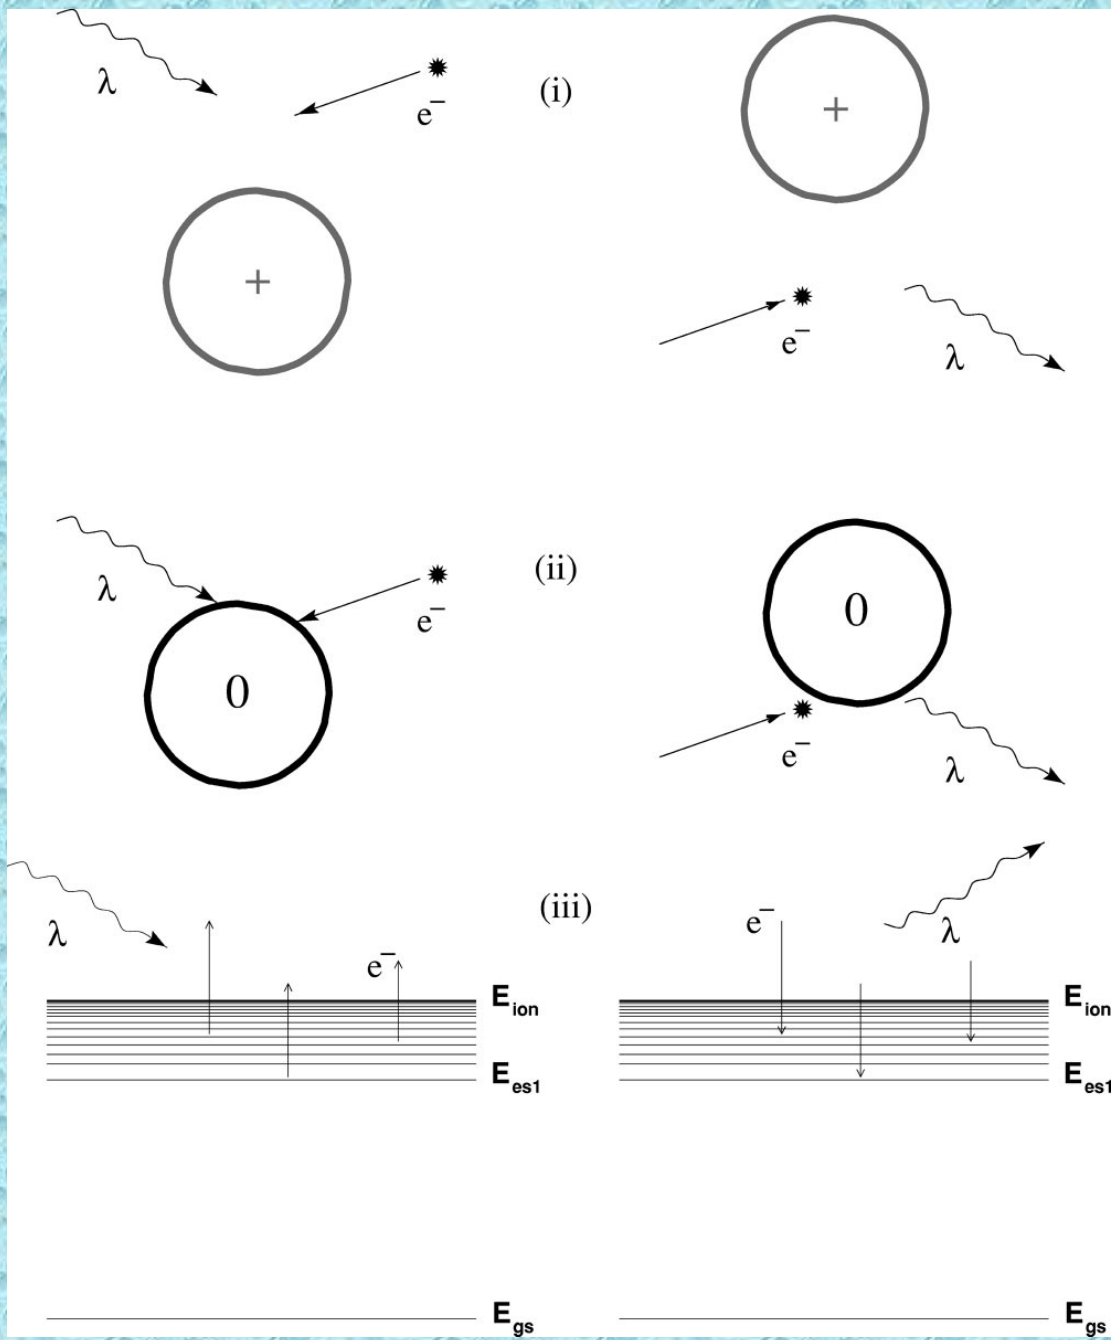 (i)
λ
e⁻
+
+
e⁻
λ
(ii)
λ
e⁻
0
0
e⁻
λ
(iii)
λ
e⁻
E_ion
E_es1
E_gs
e⁻
λ
E_ion
E_es1
E_gs